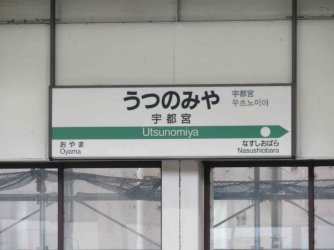 うつのみや
宇都宮
우츠노미야
宇都宮
Utsunomiya
おやま
Oyama
なすしおばら
Nasushiobara